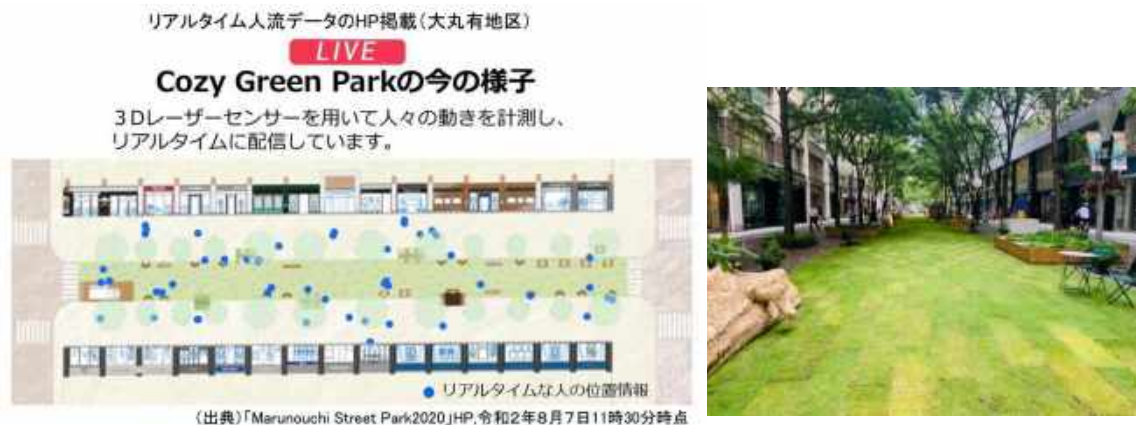 リアルタイム人流データのHP掲載(大丸有地区)
LIVE
Cozy Green Parkの今の様子
3Dレーザーセンサーを用いて人々の動きを計測し、
リアルタイムに配信しています。
リアルタイムな人の位置情報
(出典)「Marunouchi Street Park2020」HP,令和2年8月7日11時30分時点